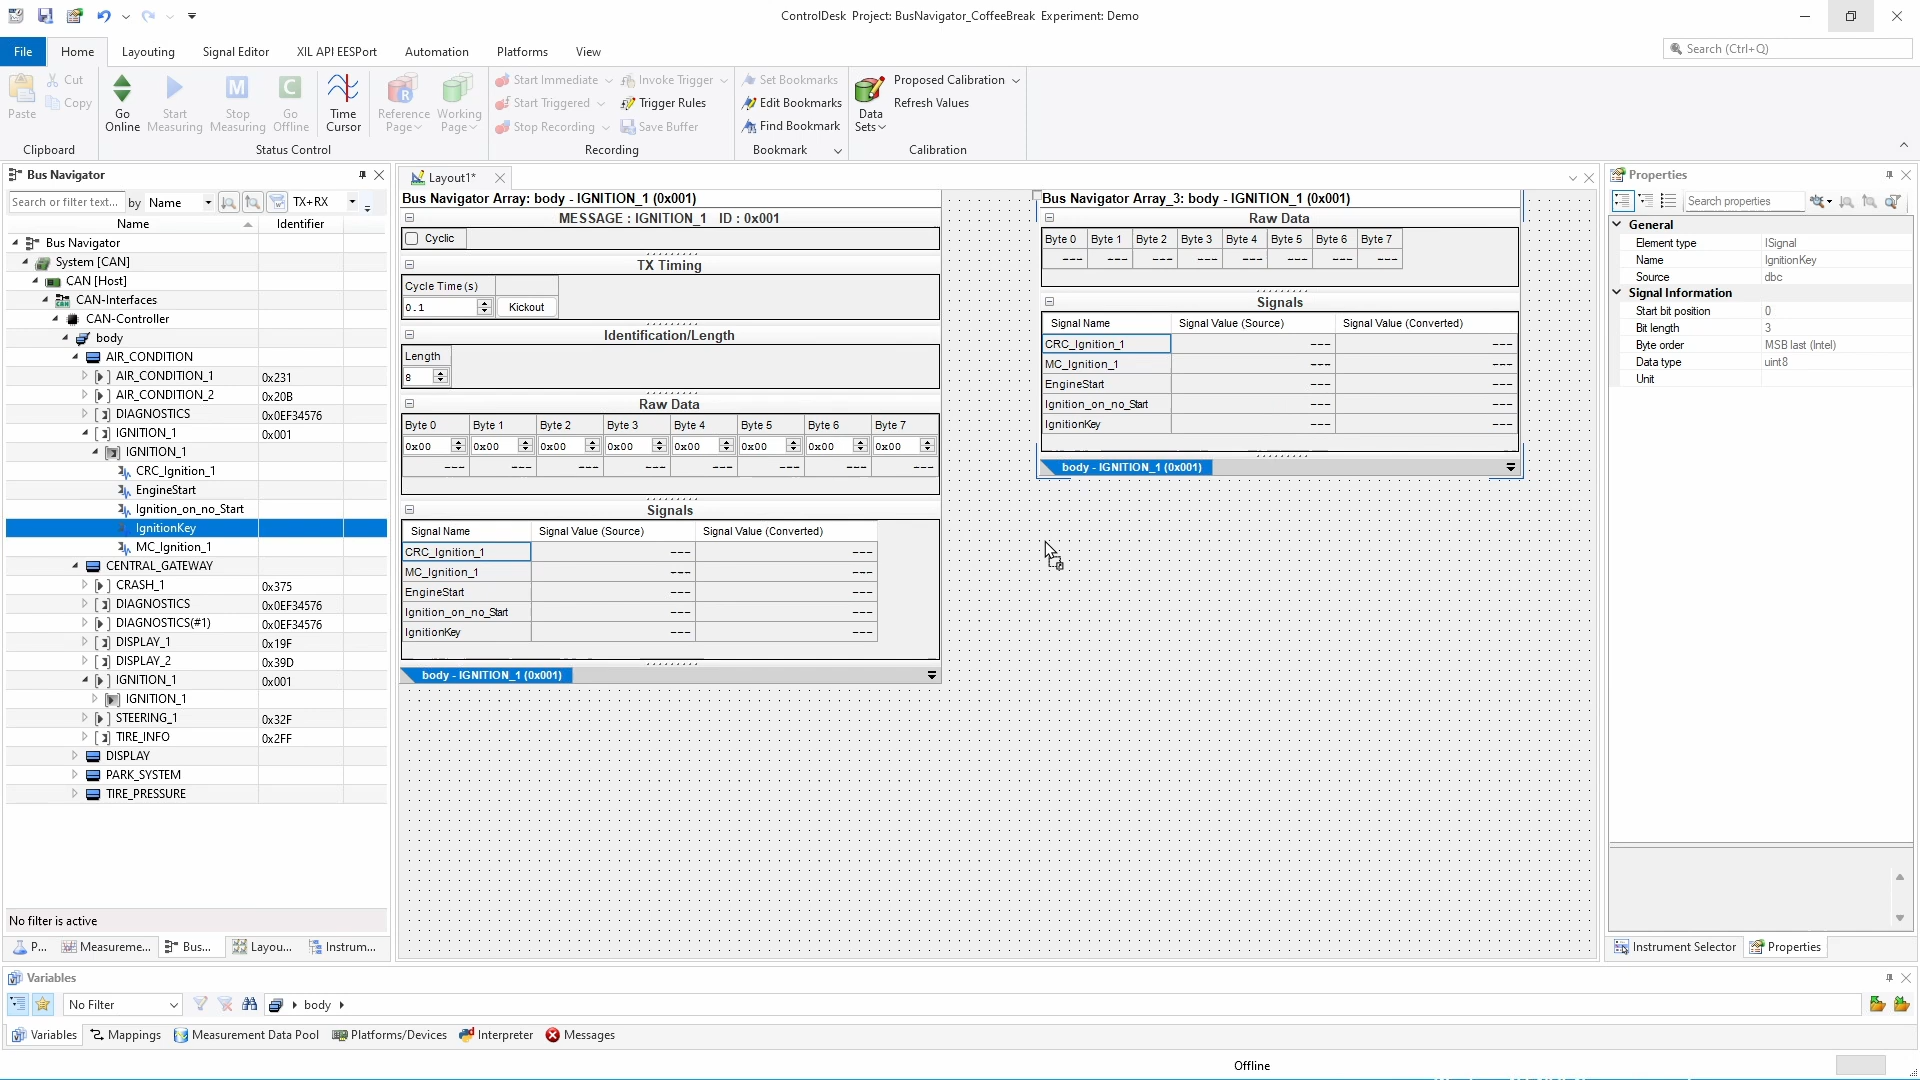 ControlDesk Project: BusNavigator_CoffeeBreak Experiment: Demo
File Home Layouting Signal Editor XIL API EESPort Automation Platforms View
Search (Ctrl+Q)
Paste Cut Copy
Clipboard
Go Online Start Measuring Stop Measuring Go Offline Time Cursor Reference Page Working Page
Status Control
Start Immediate Invoke Trigger
Start Triggered Trigger Rules
Stop Recording Save Buffer
Recording
Set Bookmarks
Edit Bookmarks
Find Bookmark
Bookmark
Data Sets Proposed Calibration
Refresh Values
Calibration
Bus Navigator
Search or filter text... by Name TX+RX
Name Identifier
Bus Navigator
System [CAN]
CAN [Host]
CAN-Interfaces
CAN-Controller
body
AIR_CONDITION
AIR_CONDITION_1 0x231
AIR_CONDITION_2 0x20B
DIAGNOSTICS 0x0EF34576
IGNITION_1 0x001
IGNITION_1
CRC_Ignition_1
EngineStart
Ignition_on_no_Start
IgnitionKey
MC_Ignition_1
CENTRAL_GATEWAY
CRASH_1 0x375
DIAGNOSTICS 0x0EF34576
DIAGNOSTICS(#1) 0x0EF34576
DISPLAY_1 0x19F
DISPLAY_2 0x39D
IGNITION_1 0x001
IGNITION_1
STEERING_1 0x32F
TIRE_INFO 0x2FF
DISPLAY
PARK_SYSTEM
TIRE_PRESSURE
No filter is active
P... Measureme... Bus... Layou... Instrum...
Layout1*
Bus Navigator Array: body - IGNITION_1 (0x001)
MESSAGE : IGNITION_1 ID : 0x001
Cyclic
TX Timing
Cycle Time (s)
0.1 Kickout
Identification/Length
Length
8
Raw Data
Byte 0 Byte 1 Byte 2 Byte 3 Byte 4 Byte 5 Byte 6 Byte 7
0x00 0x00 0x00 0x00 0x00 0x00 0x00 0x00
--- --- --- --- --- --- --- ---
Signals
Signal Name Signal Value (Source) Signal Value (Converted)
CRC_Ignition_1 --- ---
MC_Ignition_1 --- ---
EngineStart --- ---
Ignition_on_no_Start --- ---
IgnitionKey --- ---
body - IGNITION_1 (0x001)
Bus Navigator Array_3: body - IGNITION_1 (0x001)
Raw Data
Byte 0 Byte 1 Byte 2 Byte 3 Byte 4 Byte 5 Byte 6 Byte 7
--- --- --- --- --- --- --- ---
Signals
Signal Name Signal Value (Source) Signal Value (Converted)
CRC_Ignition_1 --- ---
MC_Ignition_1 --- ---
EngineStart --- ---
Ignition_on_no_Start --- ---
IgnitionKey --- ---
body - IGNITION_1 (0x001)
Properties
Search properties
General
Element type ISignal
Name IgnitionKey
Source dbc
Signal Information
Start bit position 0
Bit length 3
Byte order MSB last (Intel)
Data type uint8
Unit
Instrument Selector Properties
Variables
No Filter body
Variables Mappings Measurement Data Pool Platforms/Devices Interpreter Messages
Offline